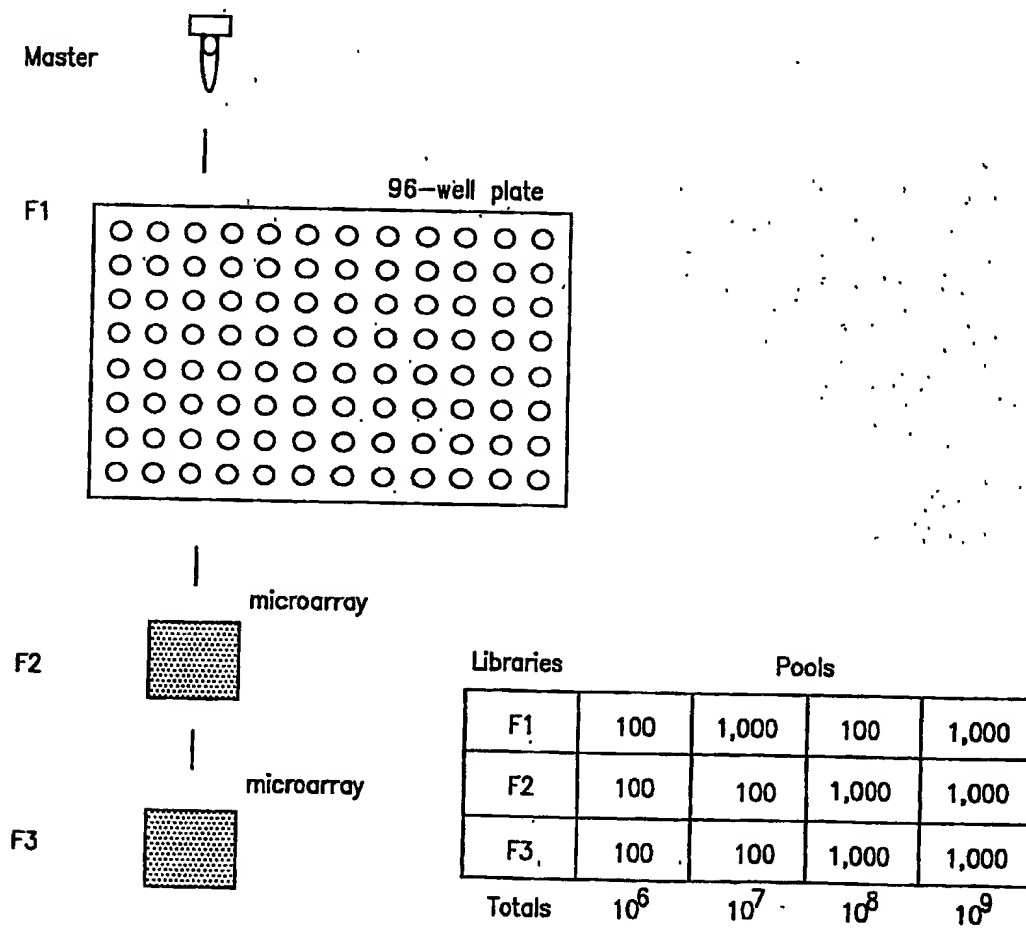 Master
F1
96-well plate
microarray
F2
microarray
F3
Libraries Pools
F1 100 1,000 100 1,000
F2 100 100 1,000 1,000
F3 100 100 1,000 1,000
Totals 10^6 10^7 10^8 10^9